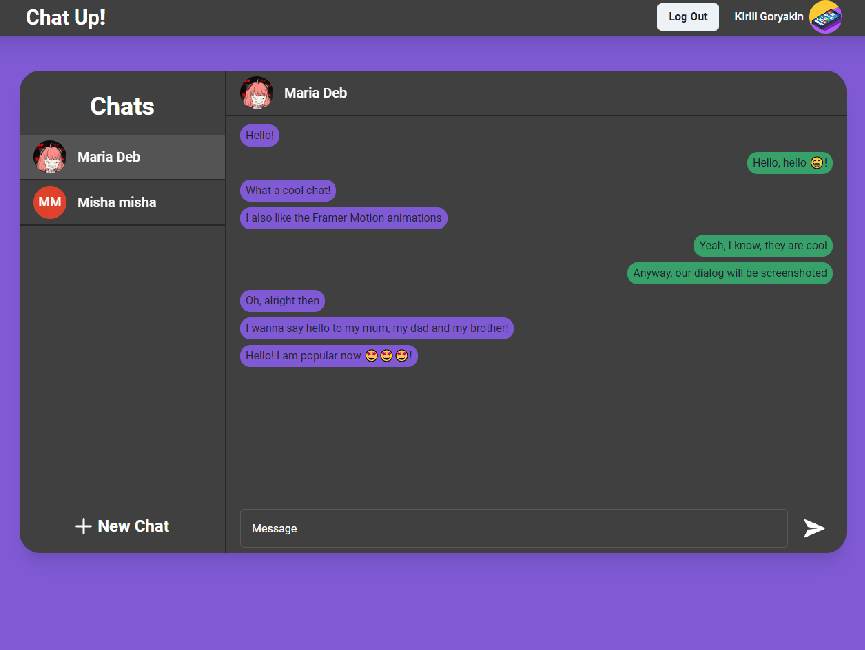 Chat Up!
Log Out
Kirill Goryakin
Chats
Maria Deb
MM
Misha misha
New Chat
Maria Deb
Hello!
Hello, hello 😄!
What a cool chat!
I also like the Framer Motion animations
Yeah, I know, they are cool
Anyway, our dialog will be screenshoted
Oh, alright then
I wanna say hello to my mum, my dad and my brother!
Hello! I am popular now 🤩🤩🤩!
Message